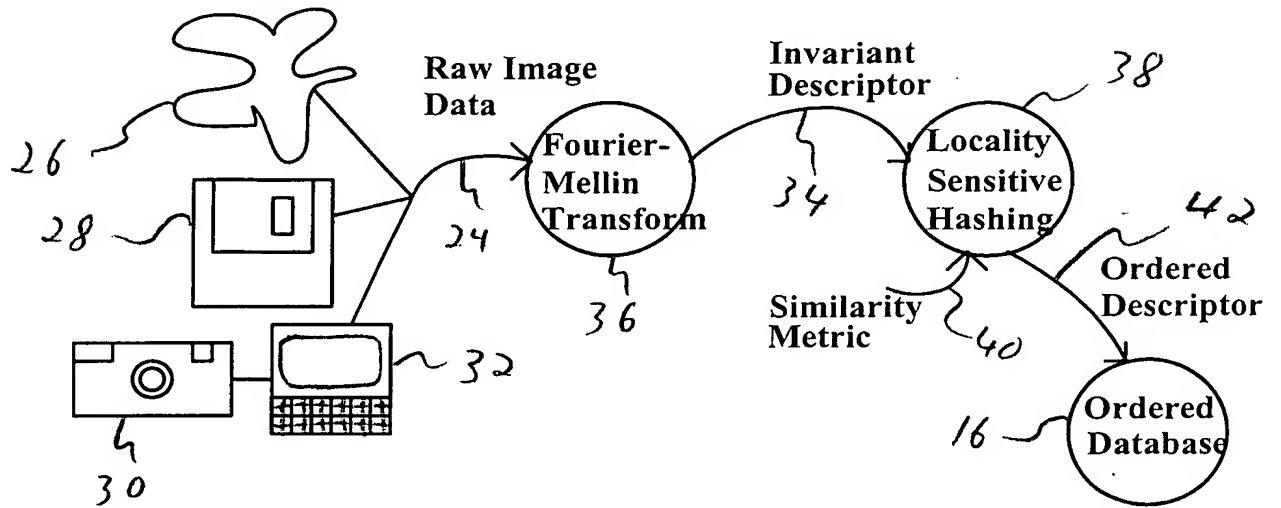 Raw Image
Data
Invariant
Descriptor
38
26
Fourier-
Mellin
Transform
Locality
Sensitive
Hashing
34
42
28
24
Ordered
Descriptor
36
Similarity
Metric
40
32
30
16
Ordered
Database